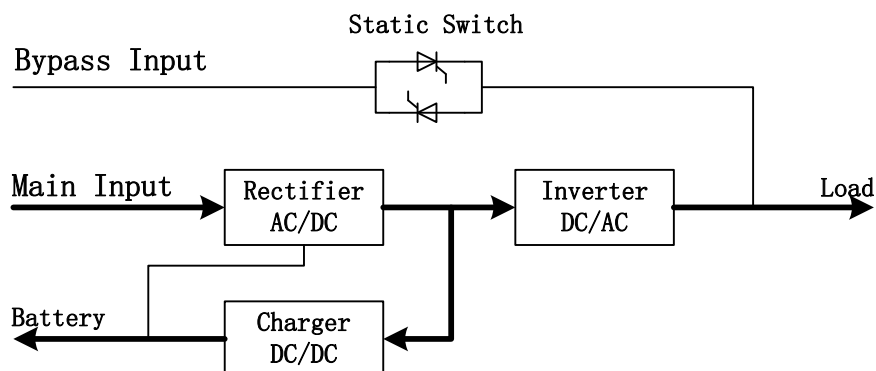 Static Switch
Bypass Input
Main Input
Rectifier
AC/DC
Inverter
DC/AC
Load
Battery
Charger
DC/DC